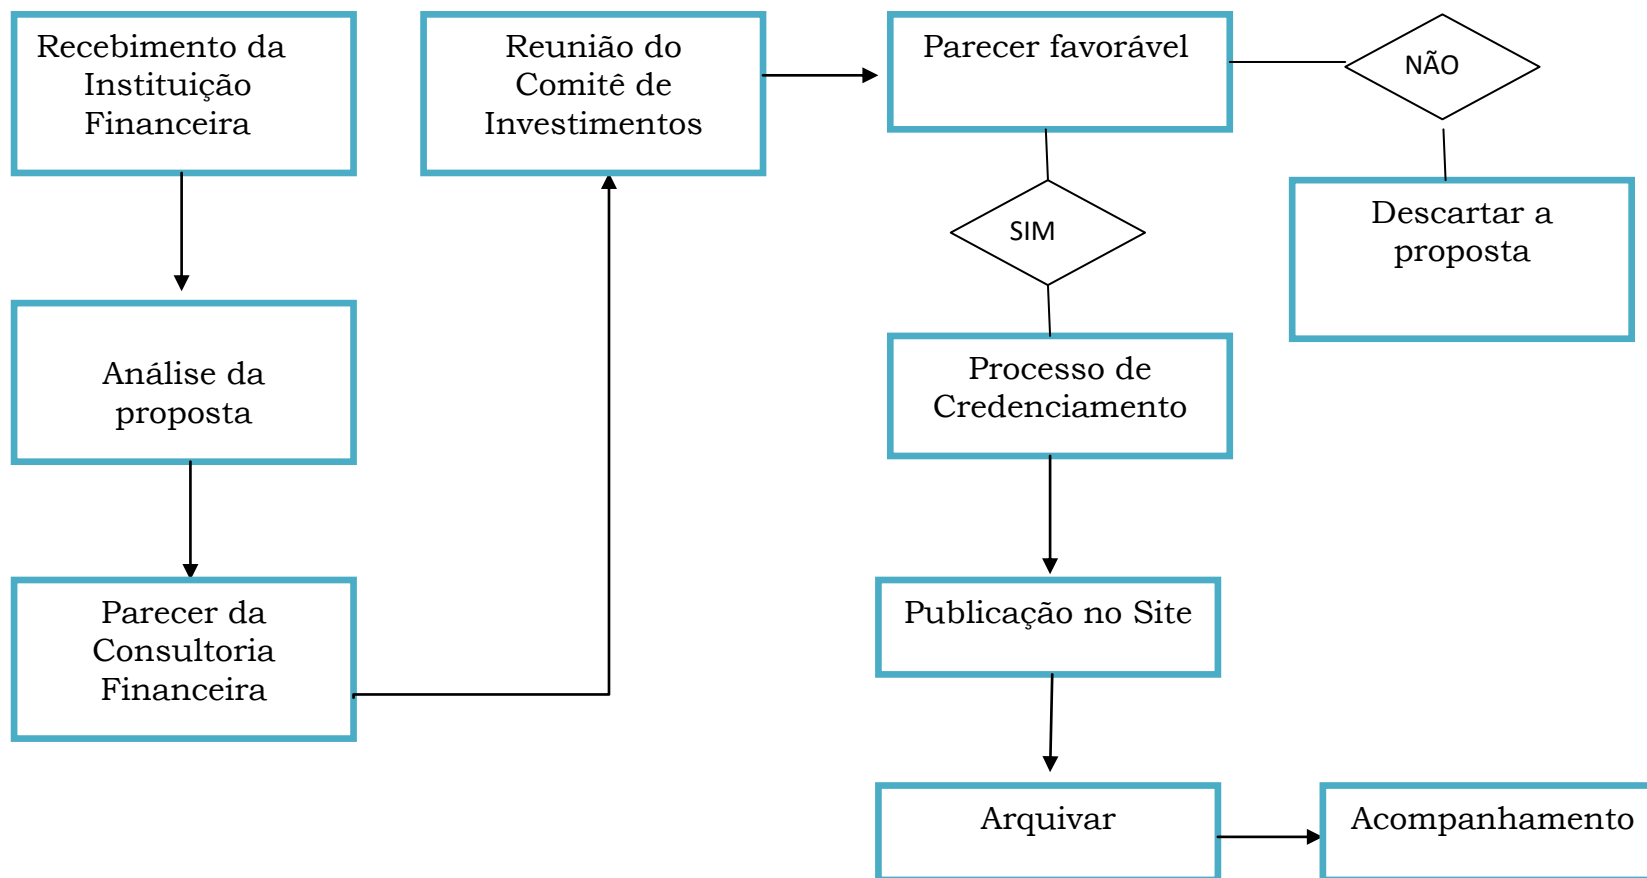 Recebimento da
Instituição
Financeira
Análise da
proposta
Parecer da
Consultoria
Financeira
Reunião do
Comitê de
Investimentos
Parecer favorável
NÃO
Descartar a
proposta
SIM
Processo de
Credenciamento
Publicação no Site
Arquivar
Acompanhamento